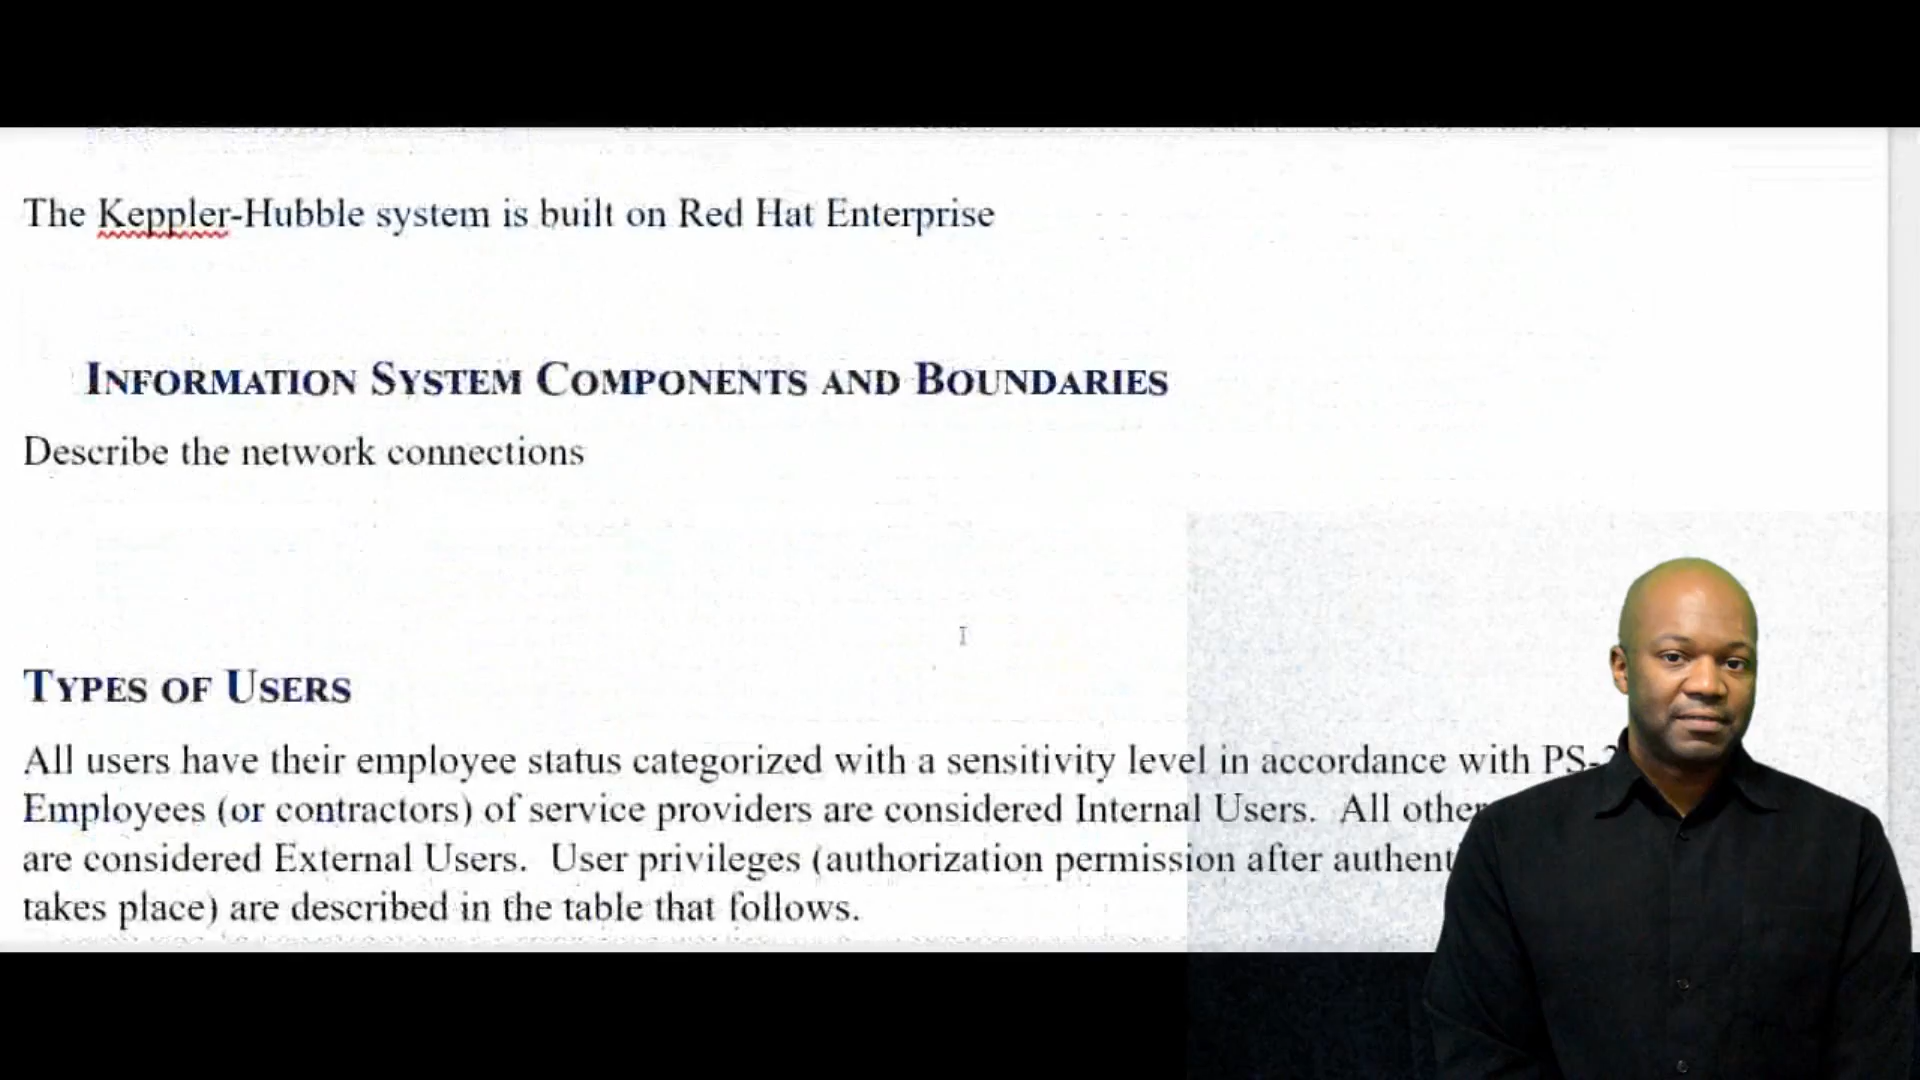 The Keppler-Hubble system is built on Red Hat Enterprise
INFORMATION SYSTEM COMPONENTS AND BOUNDARIES
Describe the network connections
TYPES OF USERS
All users have their employee status categorized with a sensitivity level in accordance with
Employees (or contractors) of service providers are considered Internal Users. All other
are considered External Users. User privileges (authorization permission after
takes place) are described in the table that follows.